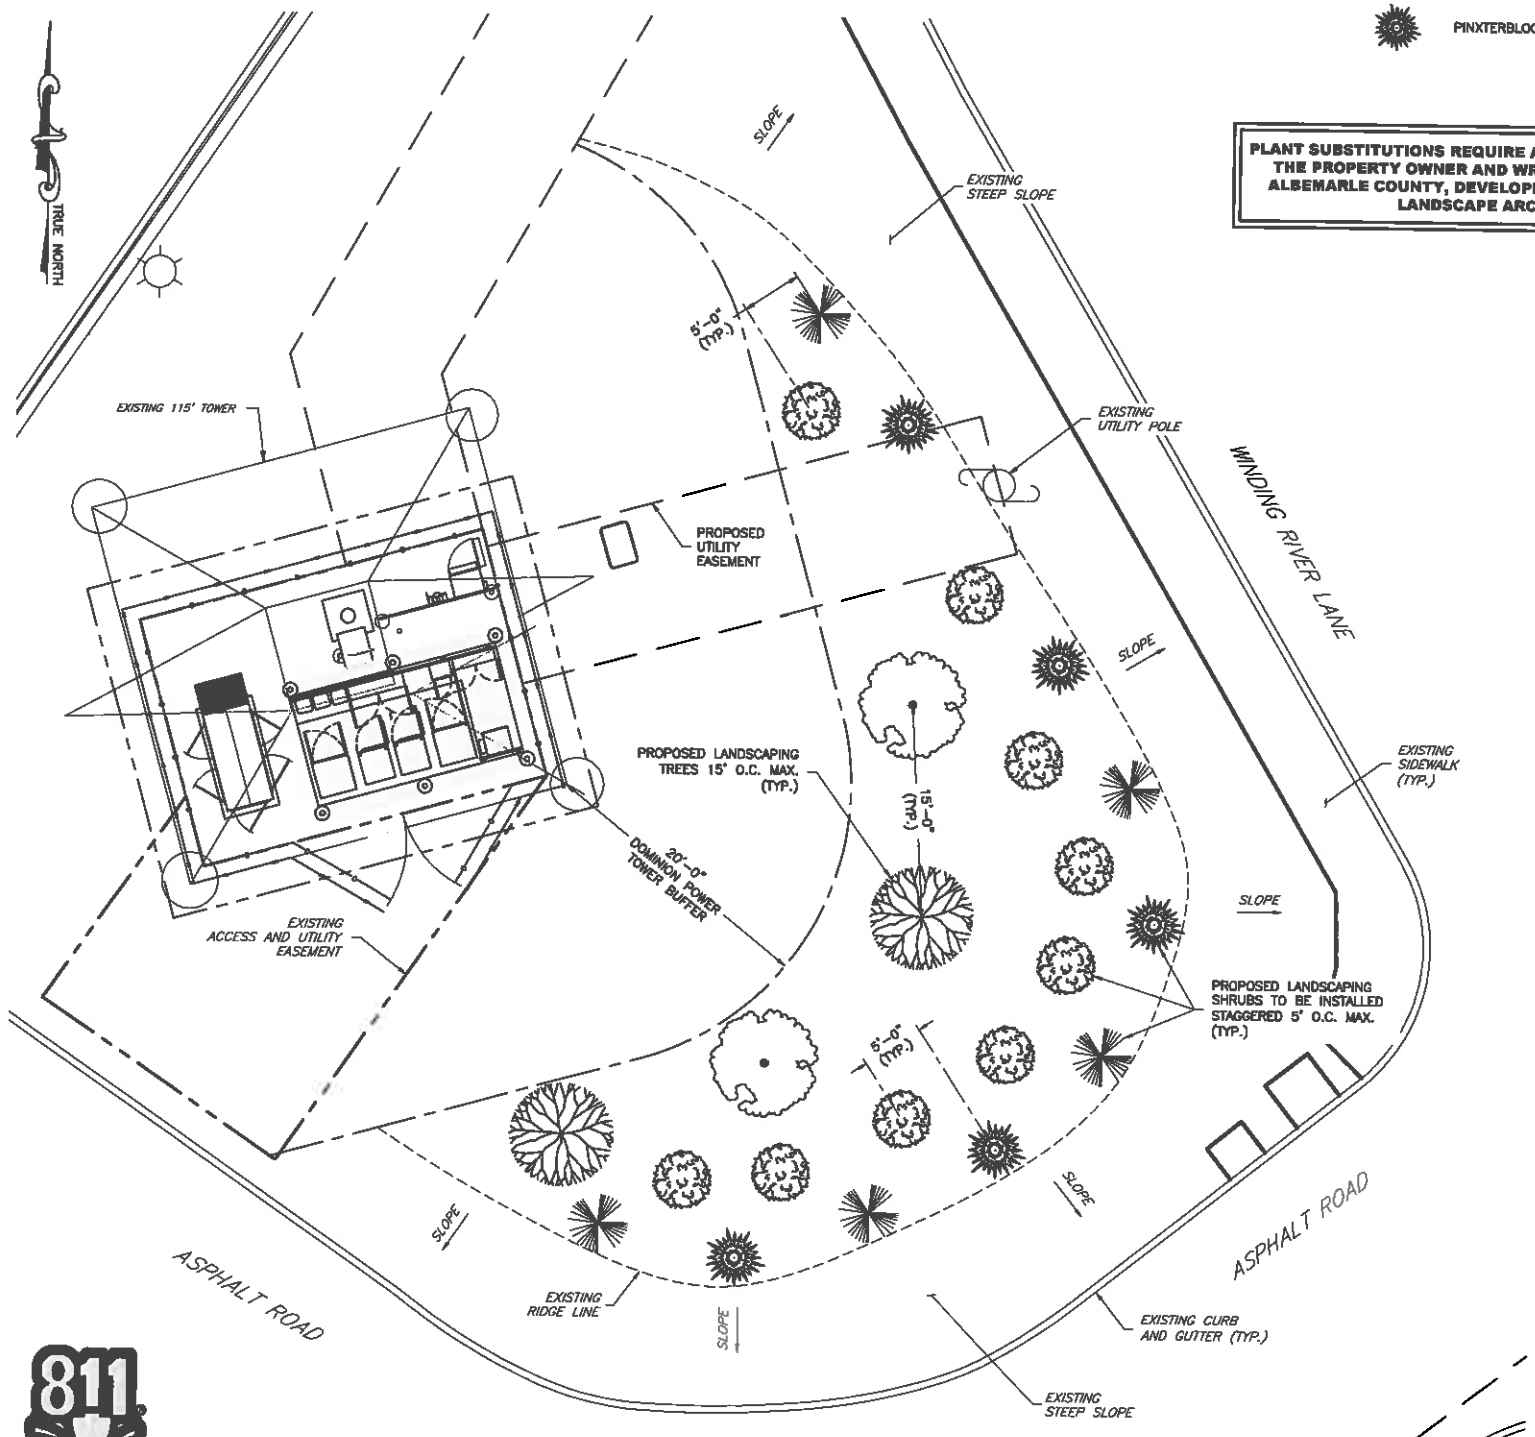 PINXTERBLOO
PLANT SUBSTITUTIONS REQUIRE A
THE PROPERTY OWNER AND WR
ALBEMARLE COUNTY, DEVELOP
LANDSCAPE ARC
TRUE NORTH
SLOPE
EXISTING
STEEP SLOPE
5'-0"
(TYP.)
EXISTING 115' TOWER
EXISTING
UTILITY POLE
WINDING RIVER LANE
PROPOSED
UTILITY
EASEMENT
SLOPE
PROPOSED LANDSCAPING
TREES 15' O.C. MAX.
(TYP.)
15'-0"
(TYP.)
EXISTING
SIDEWALK
(TYP.)
20'-0"
DOMINION POWER
TOWER BUFFER
SLOPE
EXISTING
ACCESS AND UTILITY
EASEMENT
PROPOSED LANDSCAPING
SHRUBS TO BE INSTALLED
STAGGERED 5' O.C. MAX.
(TYP.)
5'-0"
(TYP.)
SLOPE
SLOPE
ASPHALT ROAD
ASPHALT ROAD
EXISTING
RIDGE LINE
SLOPE
EXISTING CURB
AND GUTTER (TYP.)
811
EXISTING
STEEP SLOPE